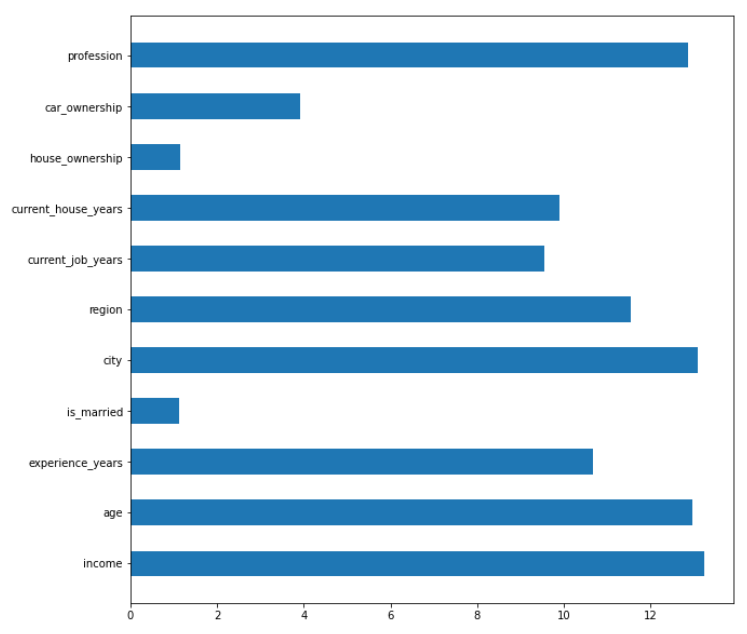 profession
car_ownership
house_ownership
current_house_years
current_job_years
region
city
is_married
experience_years
age
income
0 2 4 6 8 10 12